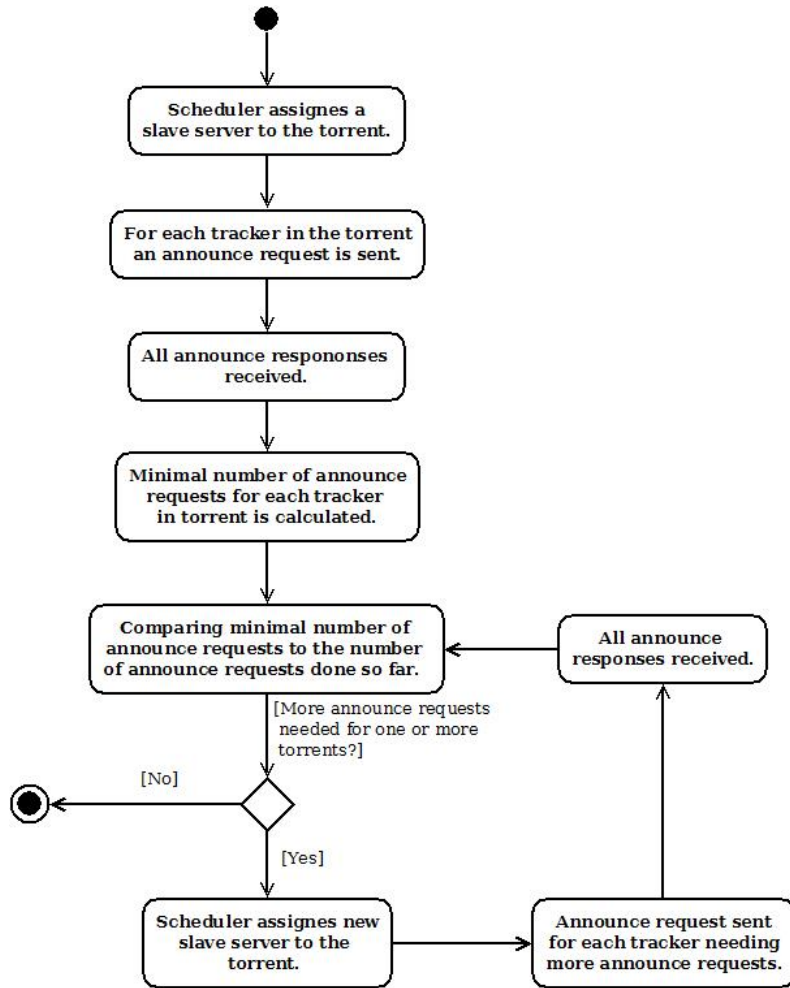 Scheduler assignes a
slave server to the torrent.
For each tracker in the torrent
an announce request is sent.
All announce respononses
received.
Minimal number of announce
requests for each tracker
in torrent is calculated.
Comparing minimal number of
announce requests to the number
of announce requests done so far.
All announce
responses received.
[More announce requests
needed for one or more
torrents?]
[No]
[Yes]
Scheduler assignes new
slave server to the
torrent.
Announce request sent
for each tracker needing
more announce requests.